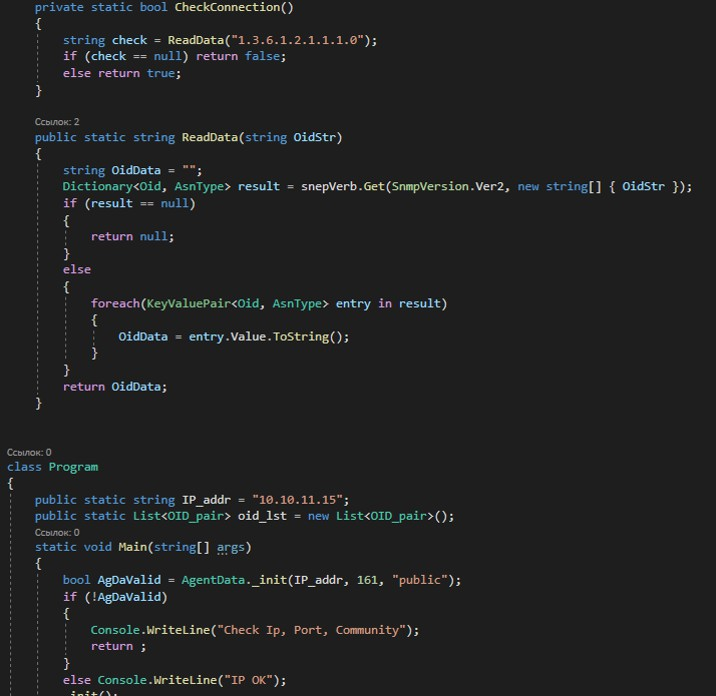 private static bool CheckConnection()
{
string check = ReadData("1.3.6.1.2.1.1.1.0");
if (check == null) return false;
else return true;
}
Ссылок: 2
public static string ReadData(string OidStr)
{
string OidData = "";
Dictionary<Oid, AsnType> result = snepVerb.Get(SnmpVersion.Ver2, new string[] { OidStr });
if (result == null)
{
return null;
}
else
{
foreach(KeyValuePair<Oid, AsnType> entry in result)
{
OidData = entry.Value.ToString();
}
}
return OidData;
}
Ссылок: 0
class Program
{
public static string IP_addr = "10.10.11.15";
public static List<OID_pair> oid_lst = new List<OID_pair>();
Ссылок: 0
static void Main(string[] args)
{
bool AgDaValid = AgentData._init(IP_addr, 161, "public");
if (!AgDaValid)
{
Console.WriteLine("Check Ip, Port, Community");
return ;
}
else Console.WriteLine("IP OK");
_init();